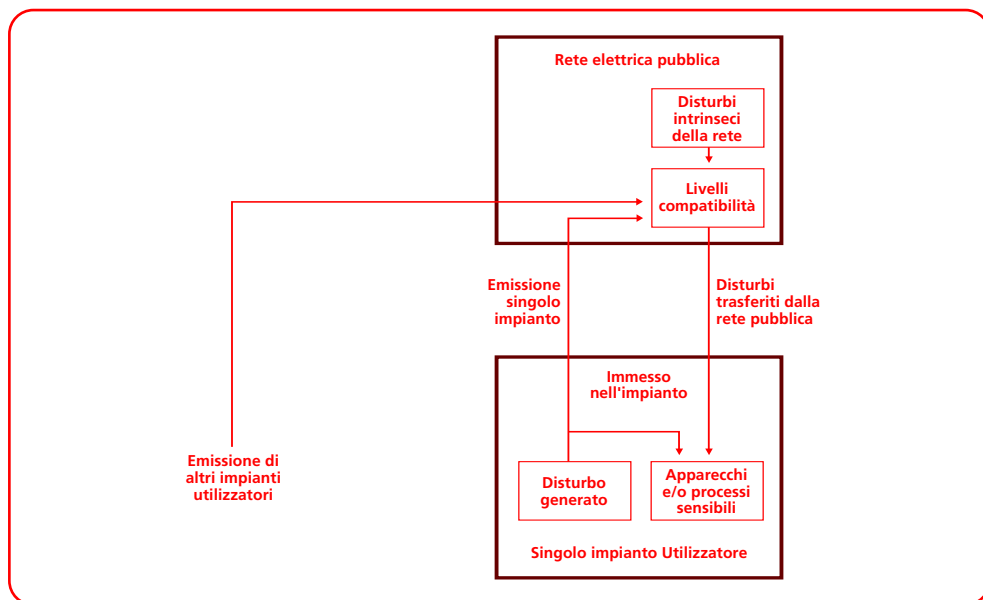 Rete elettrica pubblica
Disturbi
intrinseci
della rete
Livelli
compatibilità
Emissione
singolo
impianto
Disturbi
trasferiti dalla
rete pubblica
Immesso
nell'impianto
Emissione di
altri impianti
utilizzatori
Disturbo
generato
Apparecchi
e/o processi
sensibili
Singolo impianto Utilizzatore